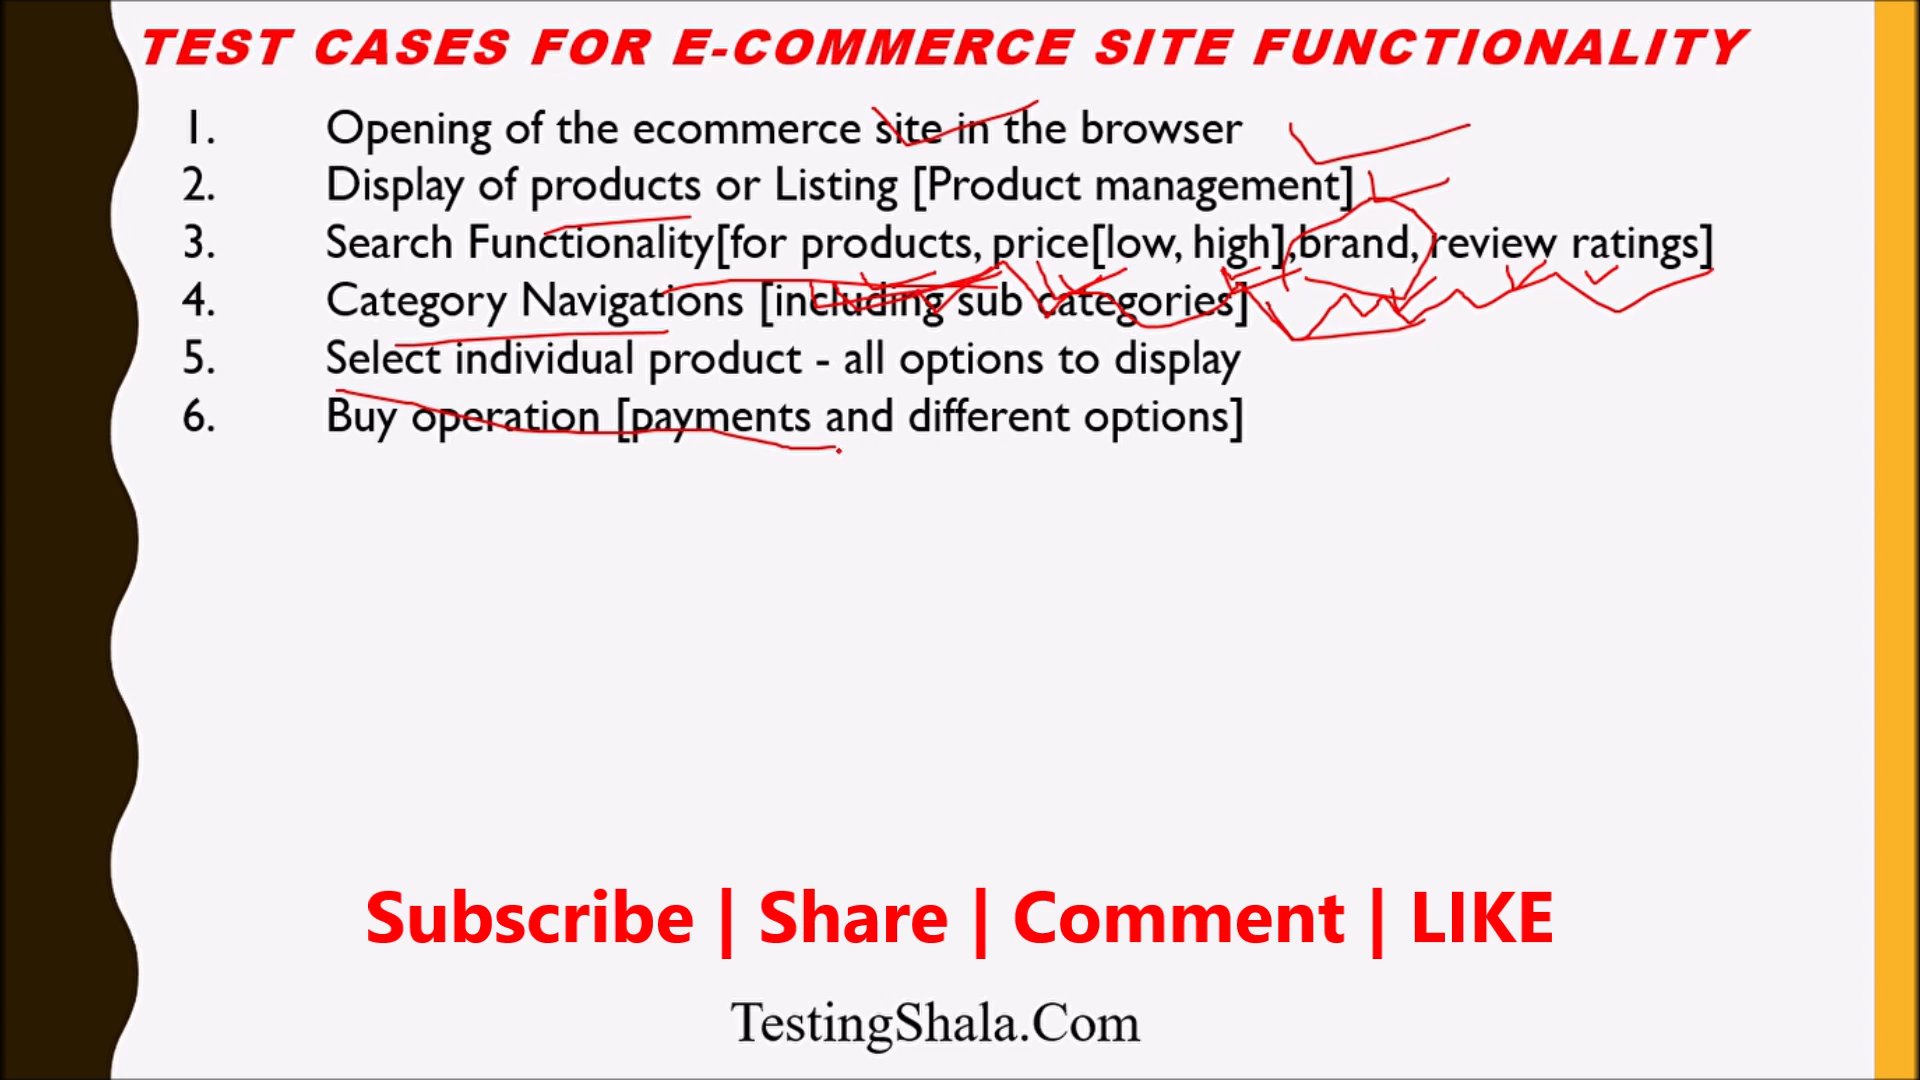 TEST CASES FOR E-COMMERCE SITE FUNCTIONALITY
1. Opening of the ecommerce site in the browser
2. Display of products or Listing [Product management]
3. Search Functionality[for products, price[low, high],brand, review ratings]
4. Category Navigations [including sub categories]
5. Select individual product - all options to display
6. Buy operation [payments and different options]
Subscribe | Share | Comment | LIKE
TestingShala.Com